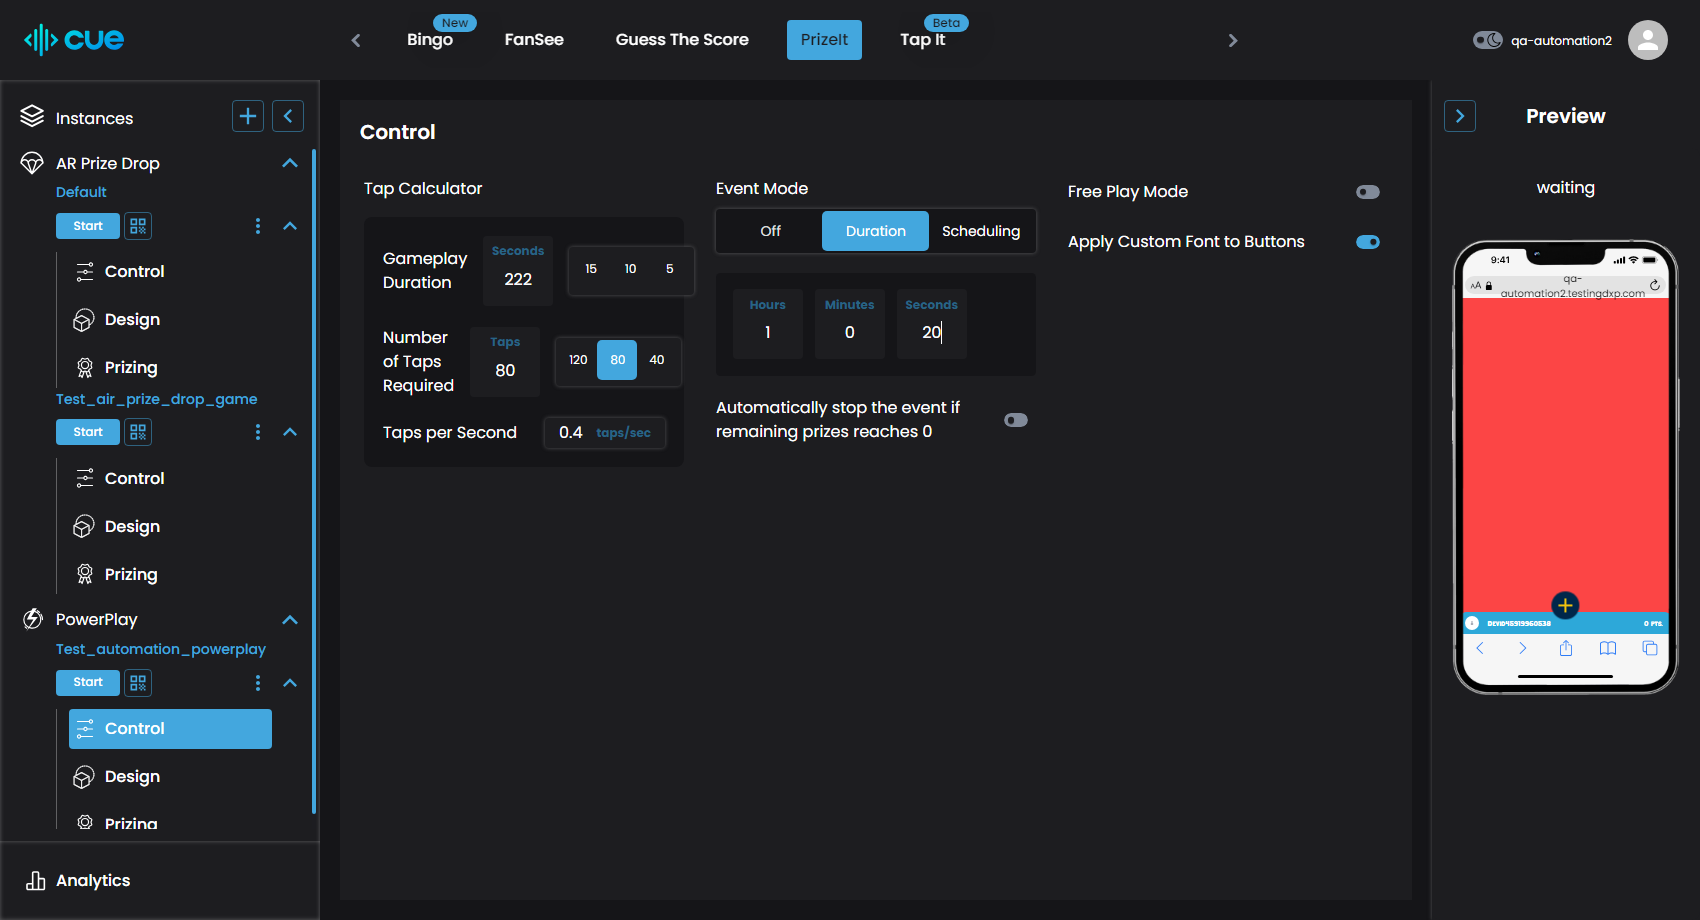 cue
New
Bingo
FanSee
Guess The Score
PrizeIt
Beta
Tap It
qa-automation2
Instances
AR Prize Drop
Default
Start
Control
Design
Prizing
Test_air_prize_drop_game
Start
Control
Design
Prizing
PowerPlay
Test_automation_powerplay
Start
Control
Design
Prizing
Analytics
Control
Tap Calculator
Gameplay
Duration
Seconds
222
15 10 5
Number
of Taps
Required
Taps
80
120 80 40
Taps per Second
0.4 taps/sec
Event Mode
Off Duration Scheduling
Hours Minutes Seconds
1 0 20
Automatically stop the event if
remaining prizes reaches 0
Free Play Mode
Apply Custom Font to Buttons
Preview
waiting
9:41
AA
qa-
automation2.testingdxp.com
0 PTS.